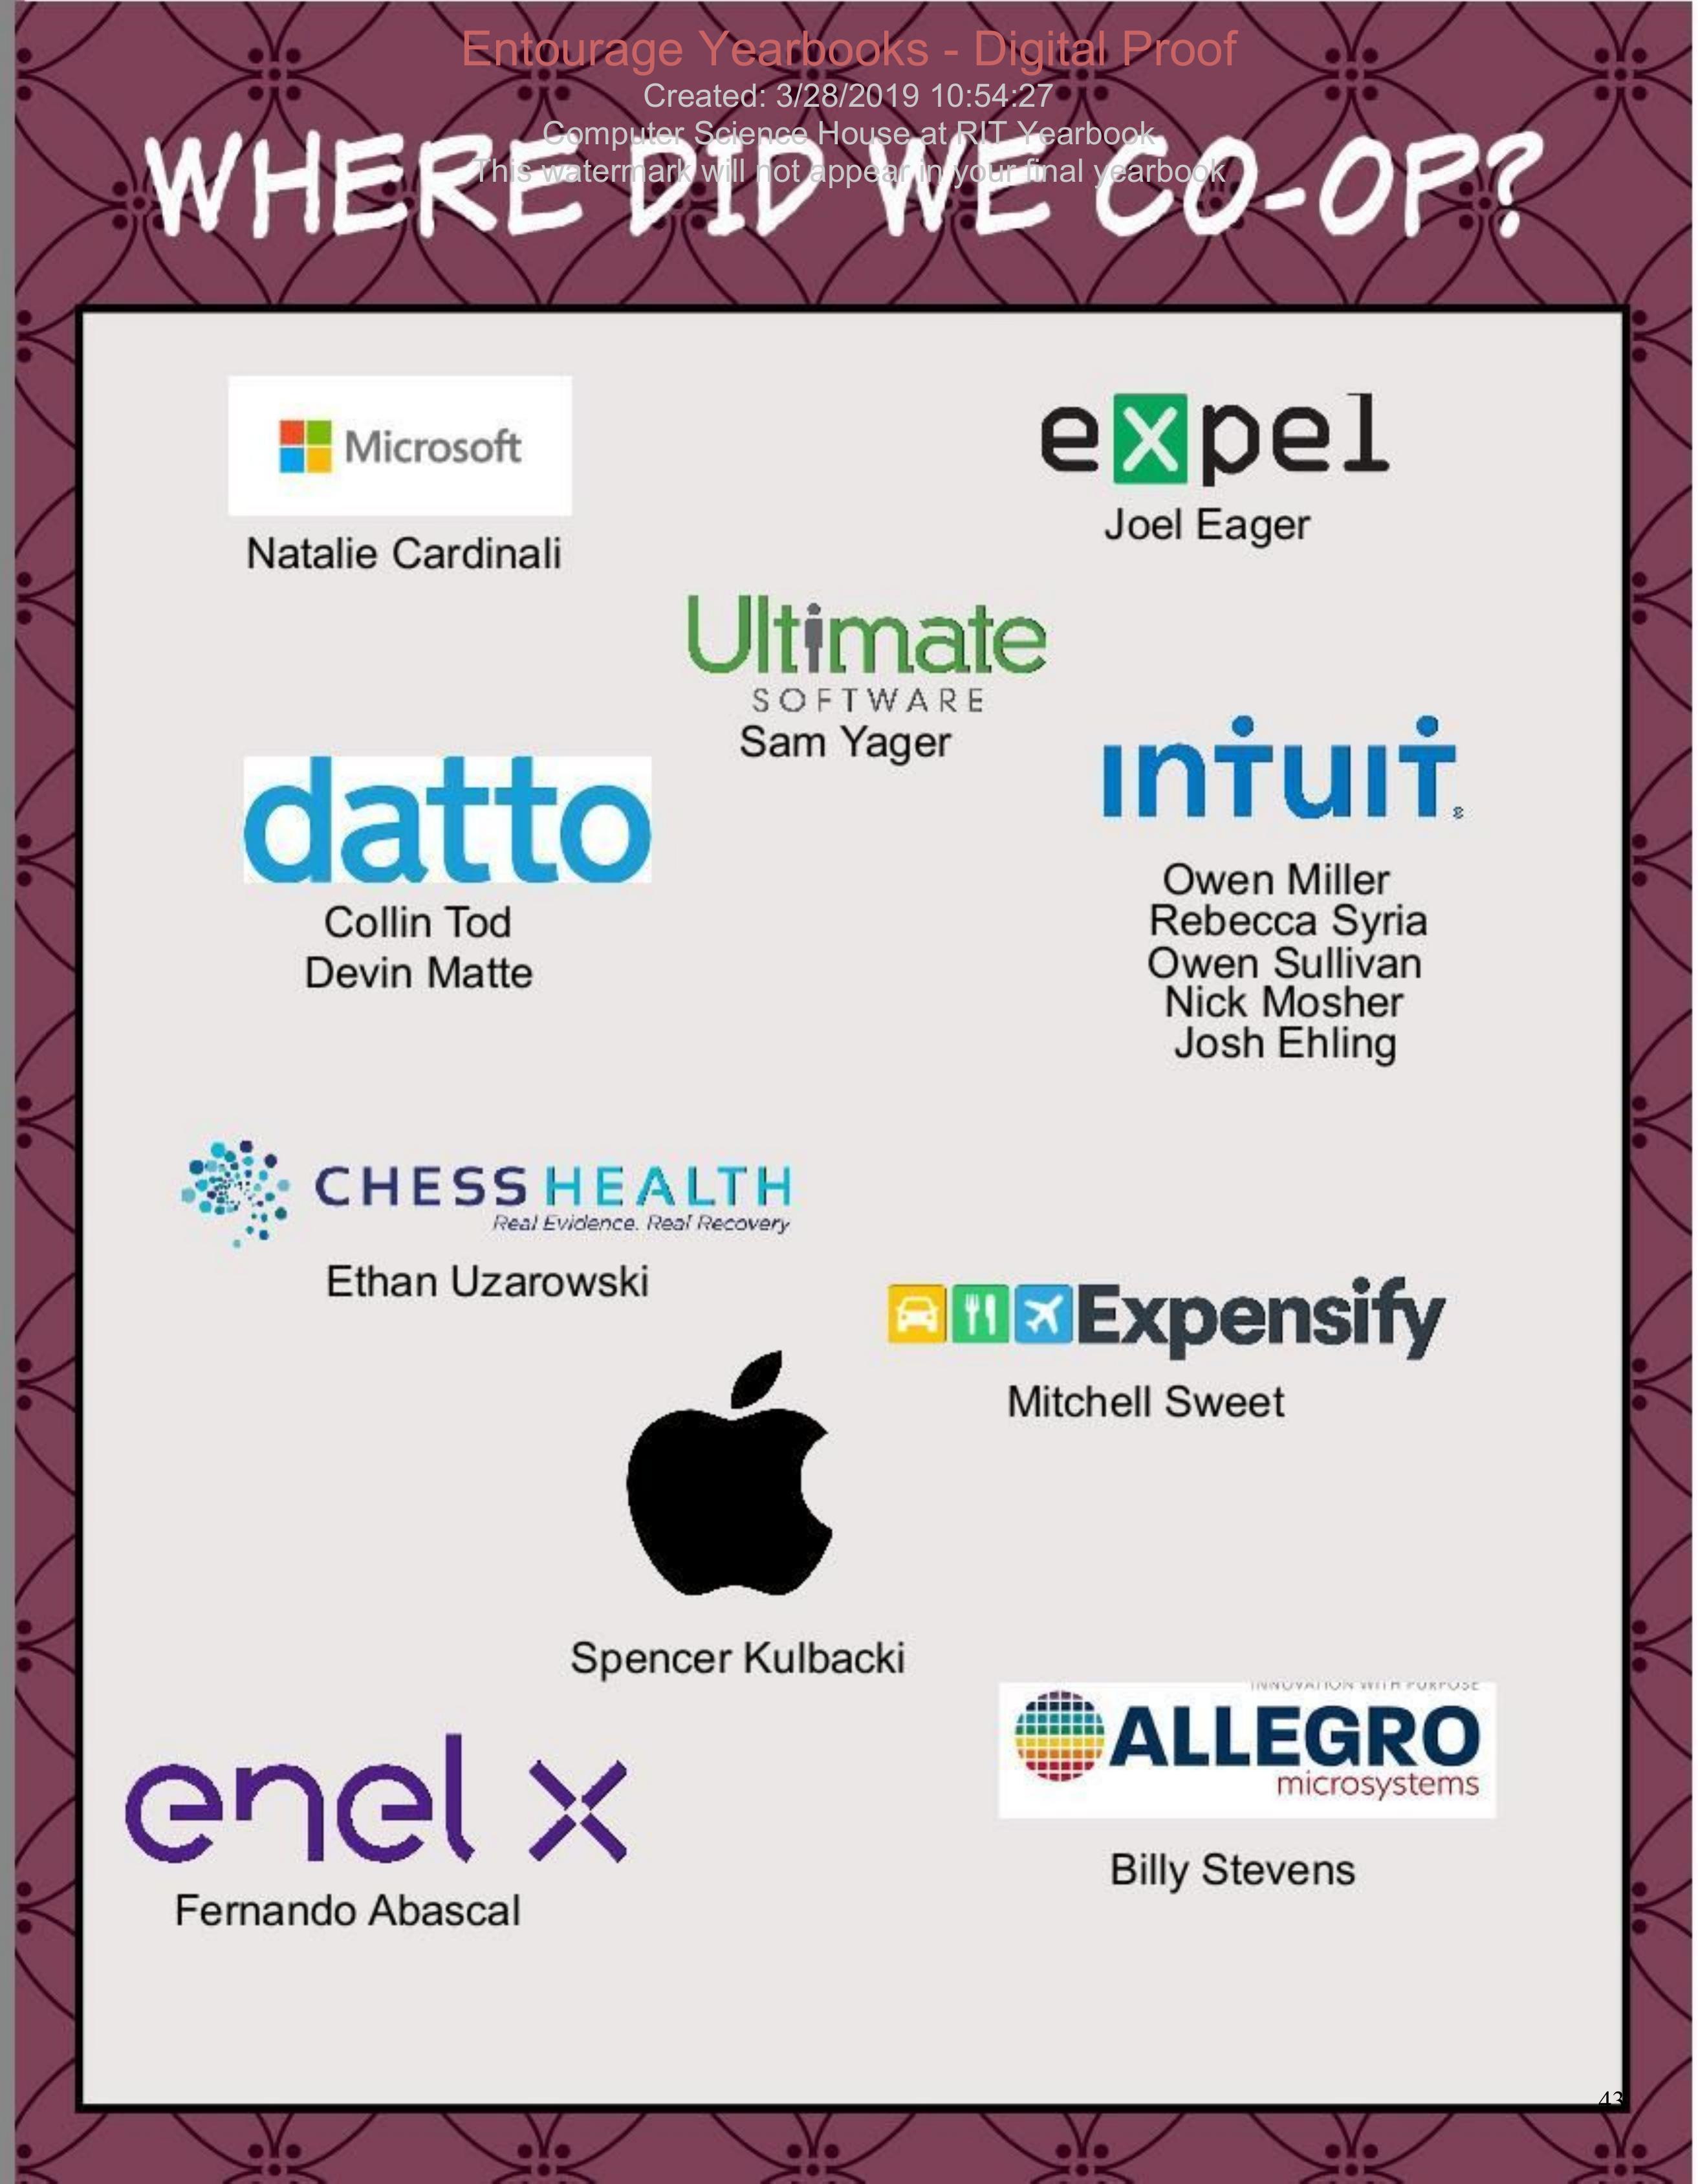 Entourage Yearbooks - Digital Proof
Created: 3/28/2019 10:54:27
Computer Science House at RIT Yearbook
This watermark will not appear in your final yearbook
WHERE DID WE CO-OP?
Microsoft
Natalie Cardinali
expel
Joel Eager
Ultimate
SOFTWARE
Sam Yager
datto
Collin Tod
Devin Matte
intuit
Owen Miller
Rebecca Syria
Owen Sullivan
Nick Mosher
Josh Ehling
CHESS HEALTH
Real Evidence. Real Recovery
Ethan Uzarowski
Expensify
Mitchell Sweet
Spencer Kulbacki
INNOVATION WITH PURPOSE
ALLEGRO
microsystems
Billy Stevens
enel x
Fernando Abascal
43